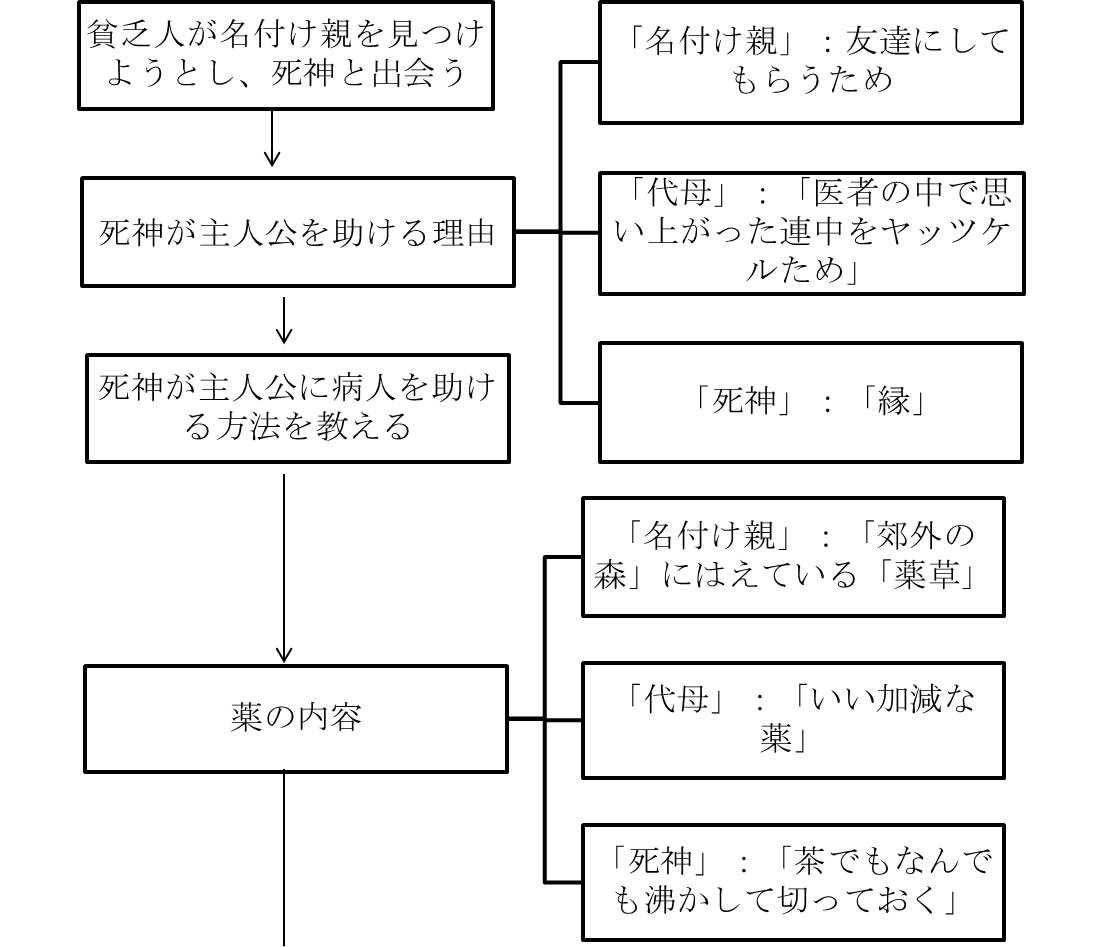 貧乏人が名付け親を見つけ
ようとし、死神と出会う
死神が主人公を助ける理由
「名付け親」：友達にして
もらうため
「代母」：「医者の中で思
い上がった連中をヤッツケ
ルため」
「死神」：「縁」
死神が主人公に病人を助け
る方法を教える
薬の内容
「名付け親」：「郊外の
森」にはえている「薬草」
「代母」：「いい加減な
薬」
「死神」：「茶でもなんで
も沸かして切っておく」